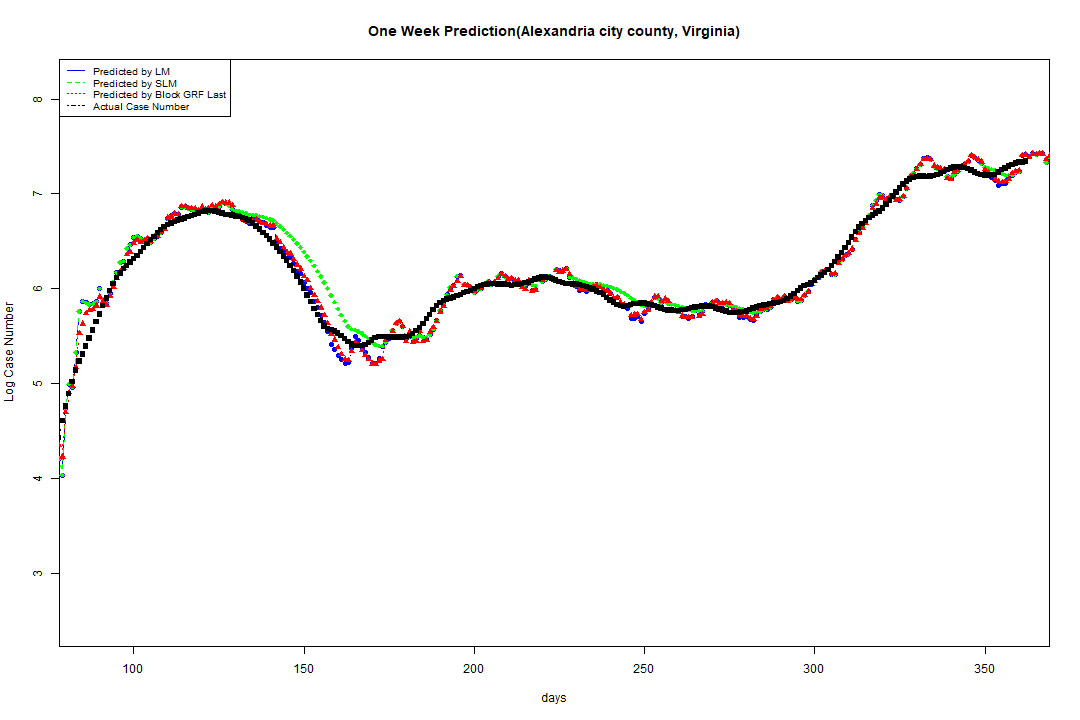 One Week Prediction(Alexandria city county, Virginia)
Predicted by LM
Predicted by SLM
Predicted by Block GRF Last
Actual Case Number
8
7
6
5
4
3
Log Case Number
100 150 200 250 300 350
days